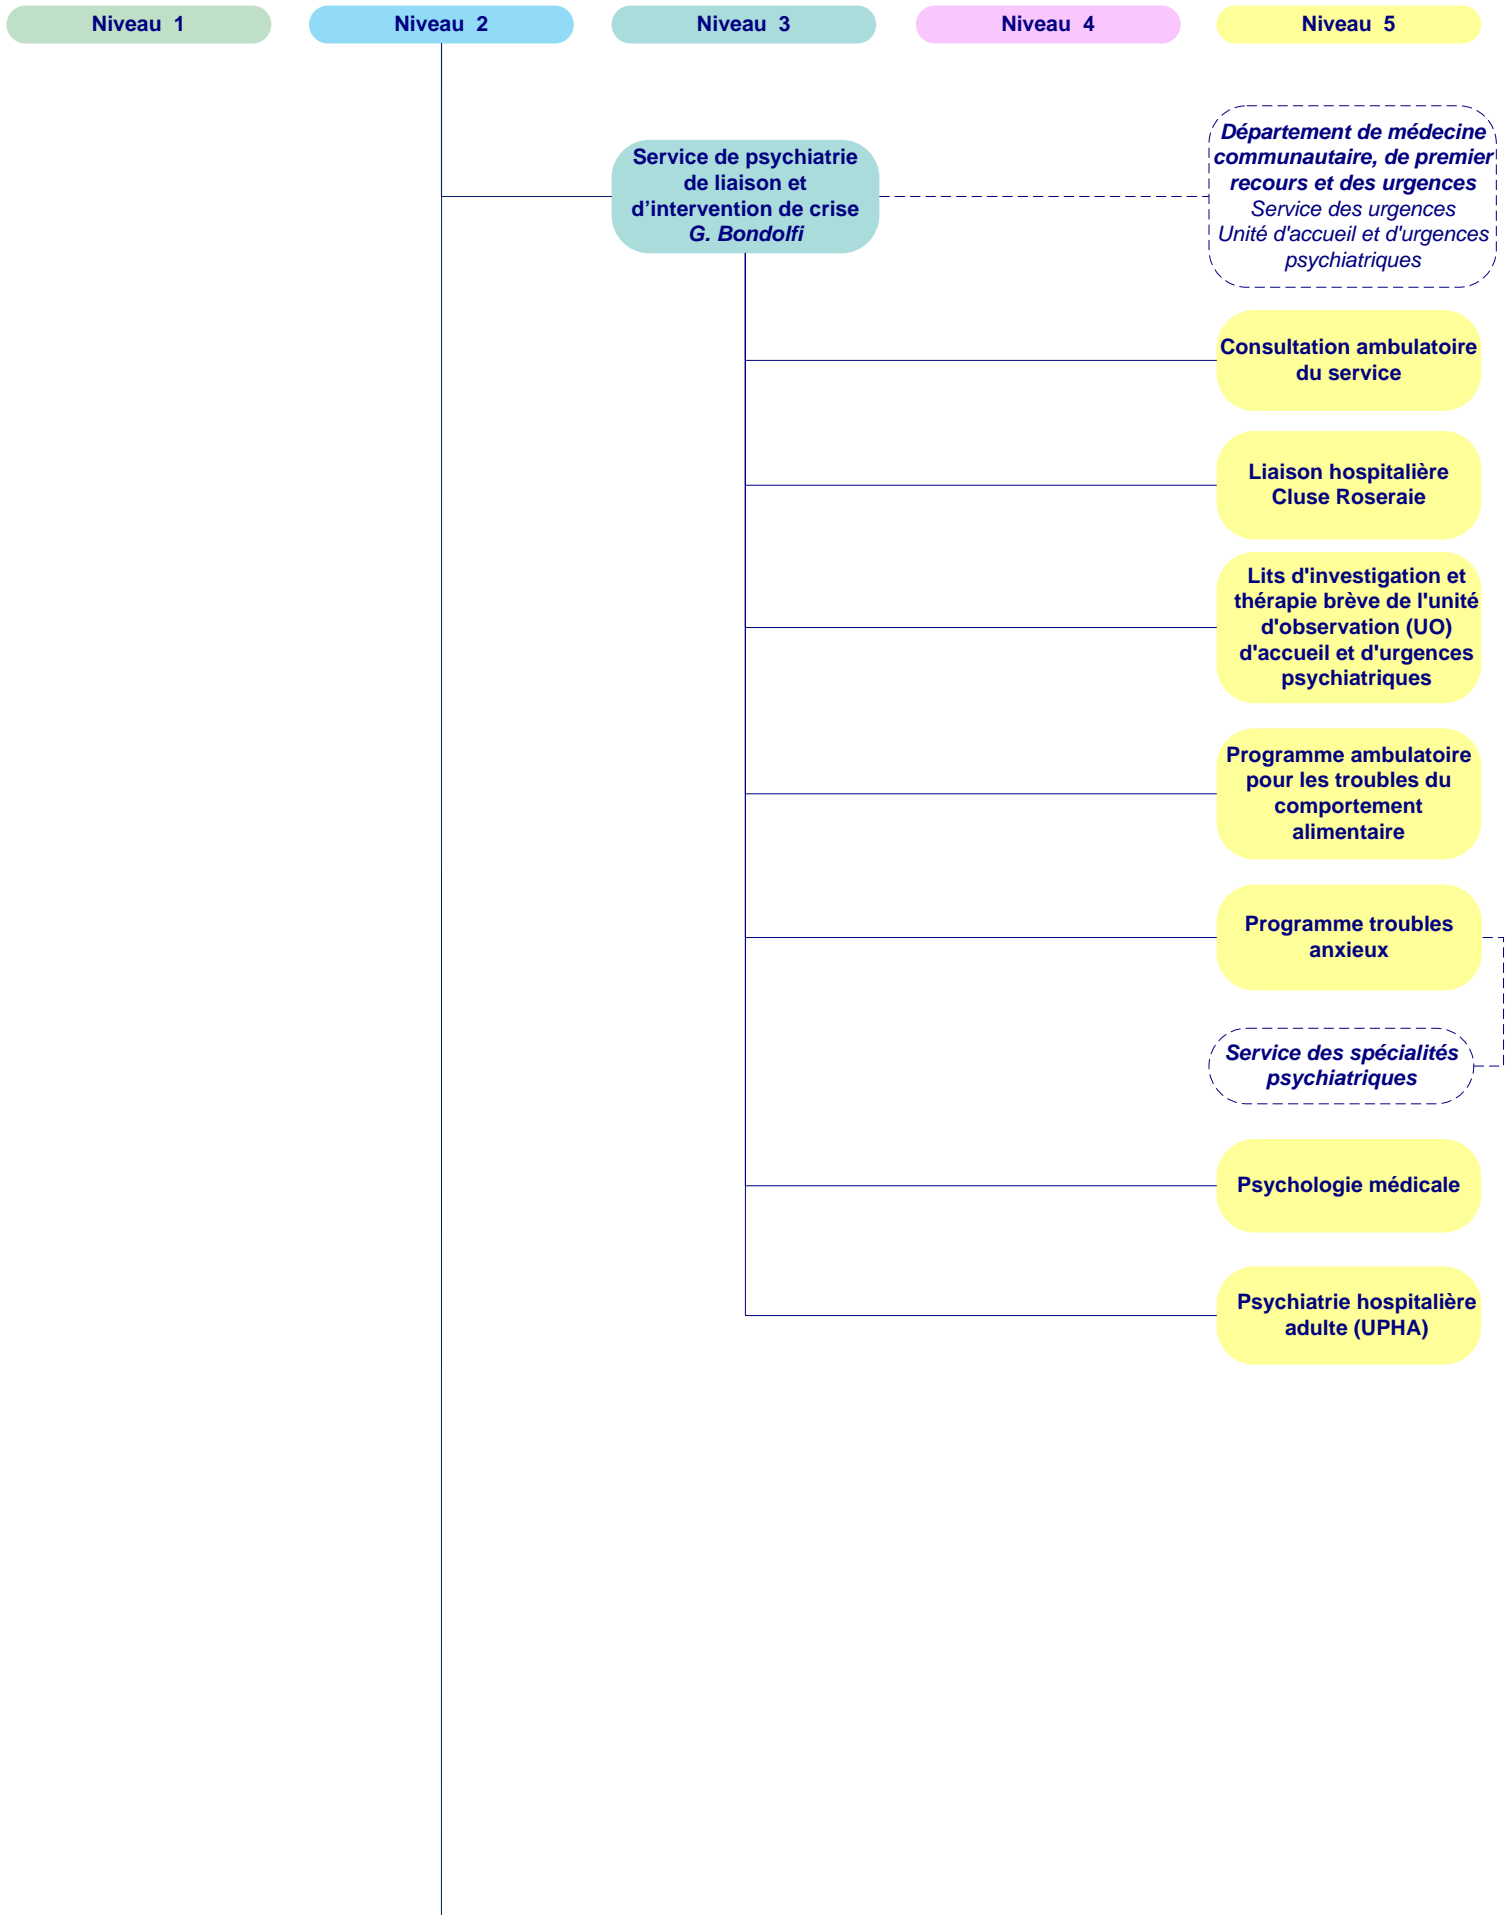 Niveau 1
Niveau 2
Niveau 3
Niveau 4
Niveau 5
Service de psychiatrie
de liaison et
d’intervention de crise
G. Bondolfi
Département de médecine
communautaire, de premier
recours et des urgences
Service des urgences
Unité d'accueil et d'urgences
psychiatriques
Consultation ambulatoire
du service
Liaison hospitalière
Cluse Roseraie
Lits d'investigation et
thérapie brève de l'unité
d'observation (UO)
d'accueil et d'urgences
psychiatriques
Programme ambulatoire
pour les troubles du
comportement
alimentaire
Programme troubles
anxieux
Service des spécialités
psychiatriques
Psychologie médicale
Psychiatrie hospitalière
adulte (UPHA)